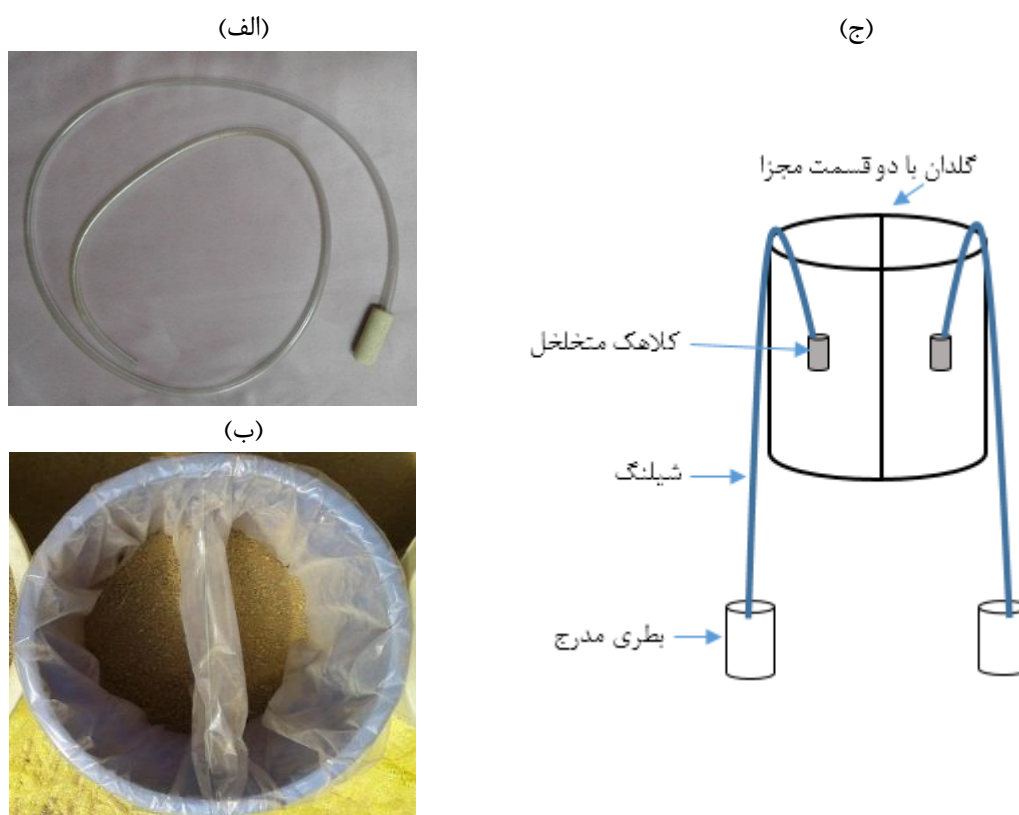 (الف)
(ج)
گلدان با دو قسمت مجزا
کلاهک متخلخل
(ب)
شیلنگ
بطری مدرج